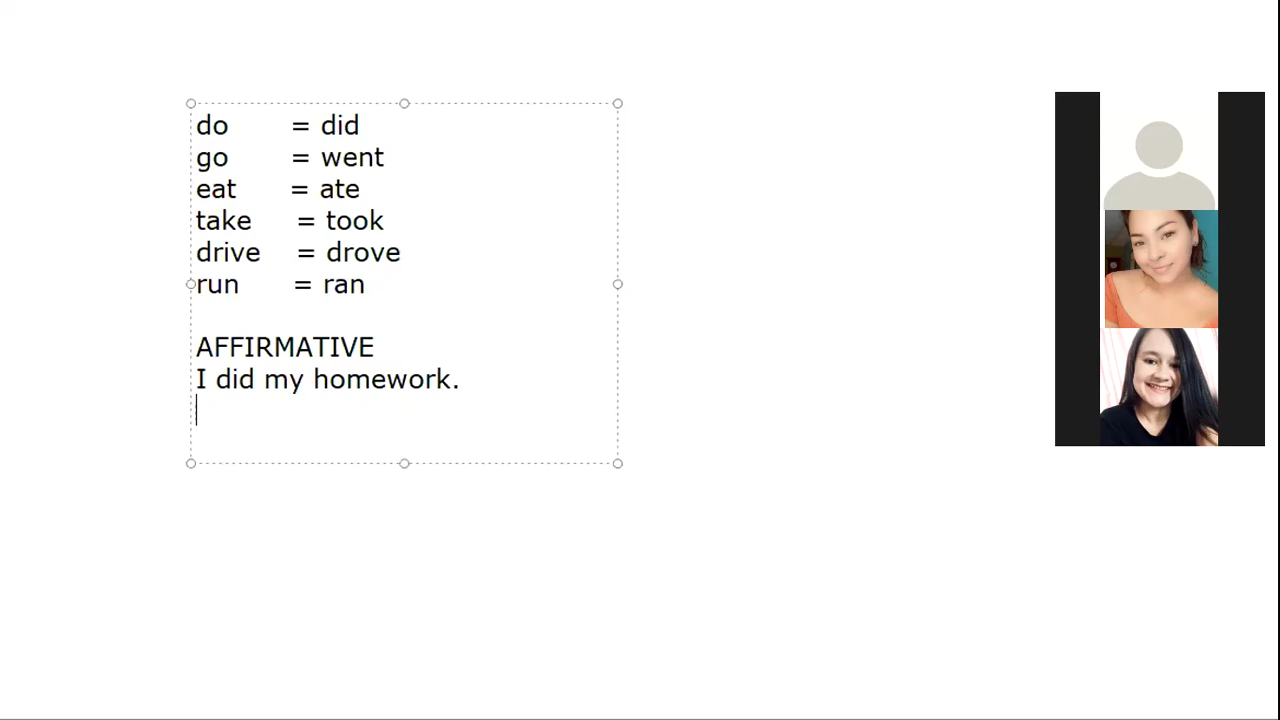 do = did
go = went
eat = ate
take = took
drive = drove
run = ran
AFFIRMATIVE
I did my homework.